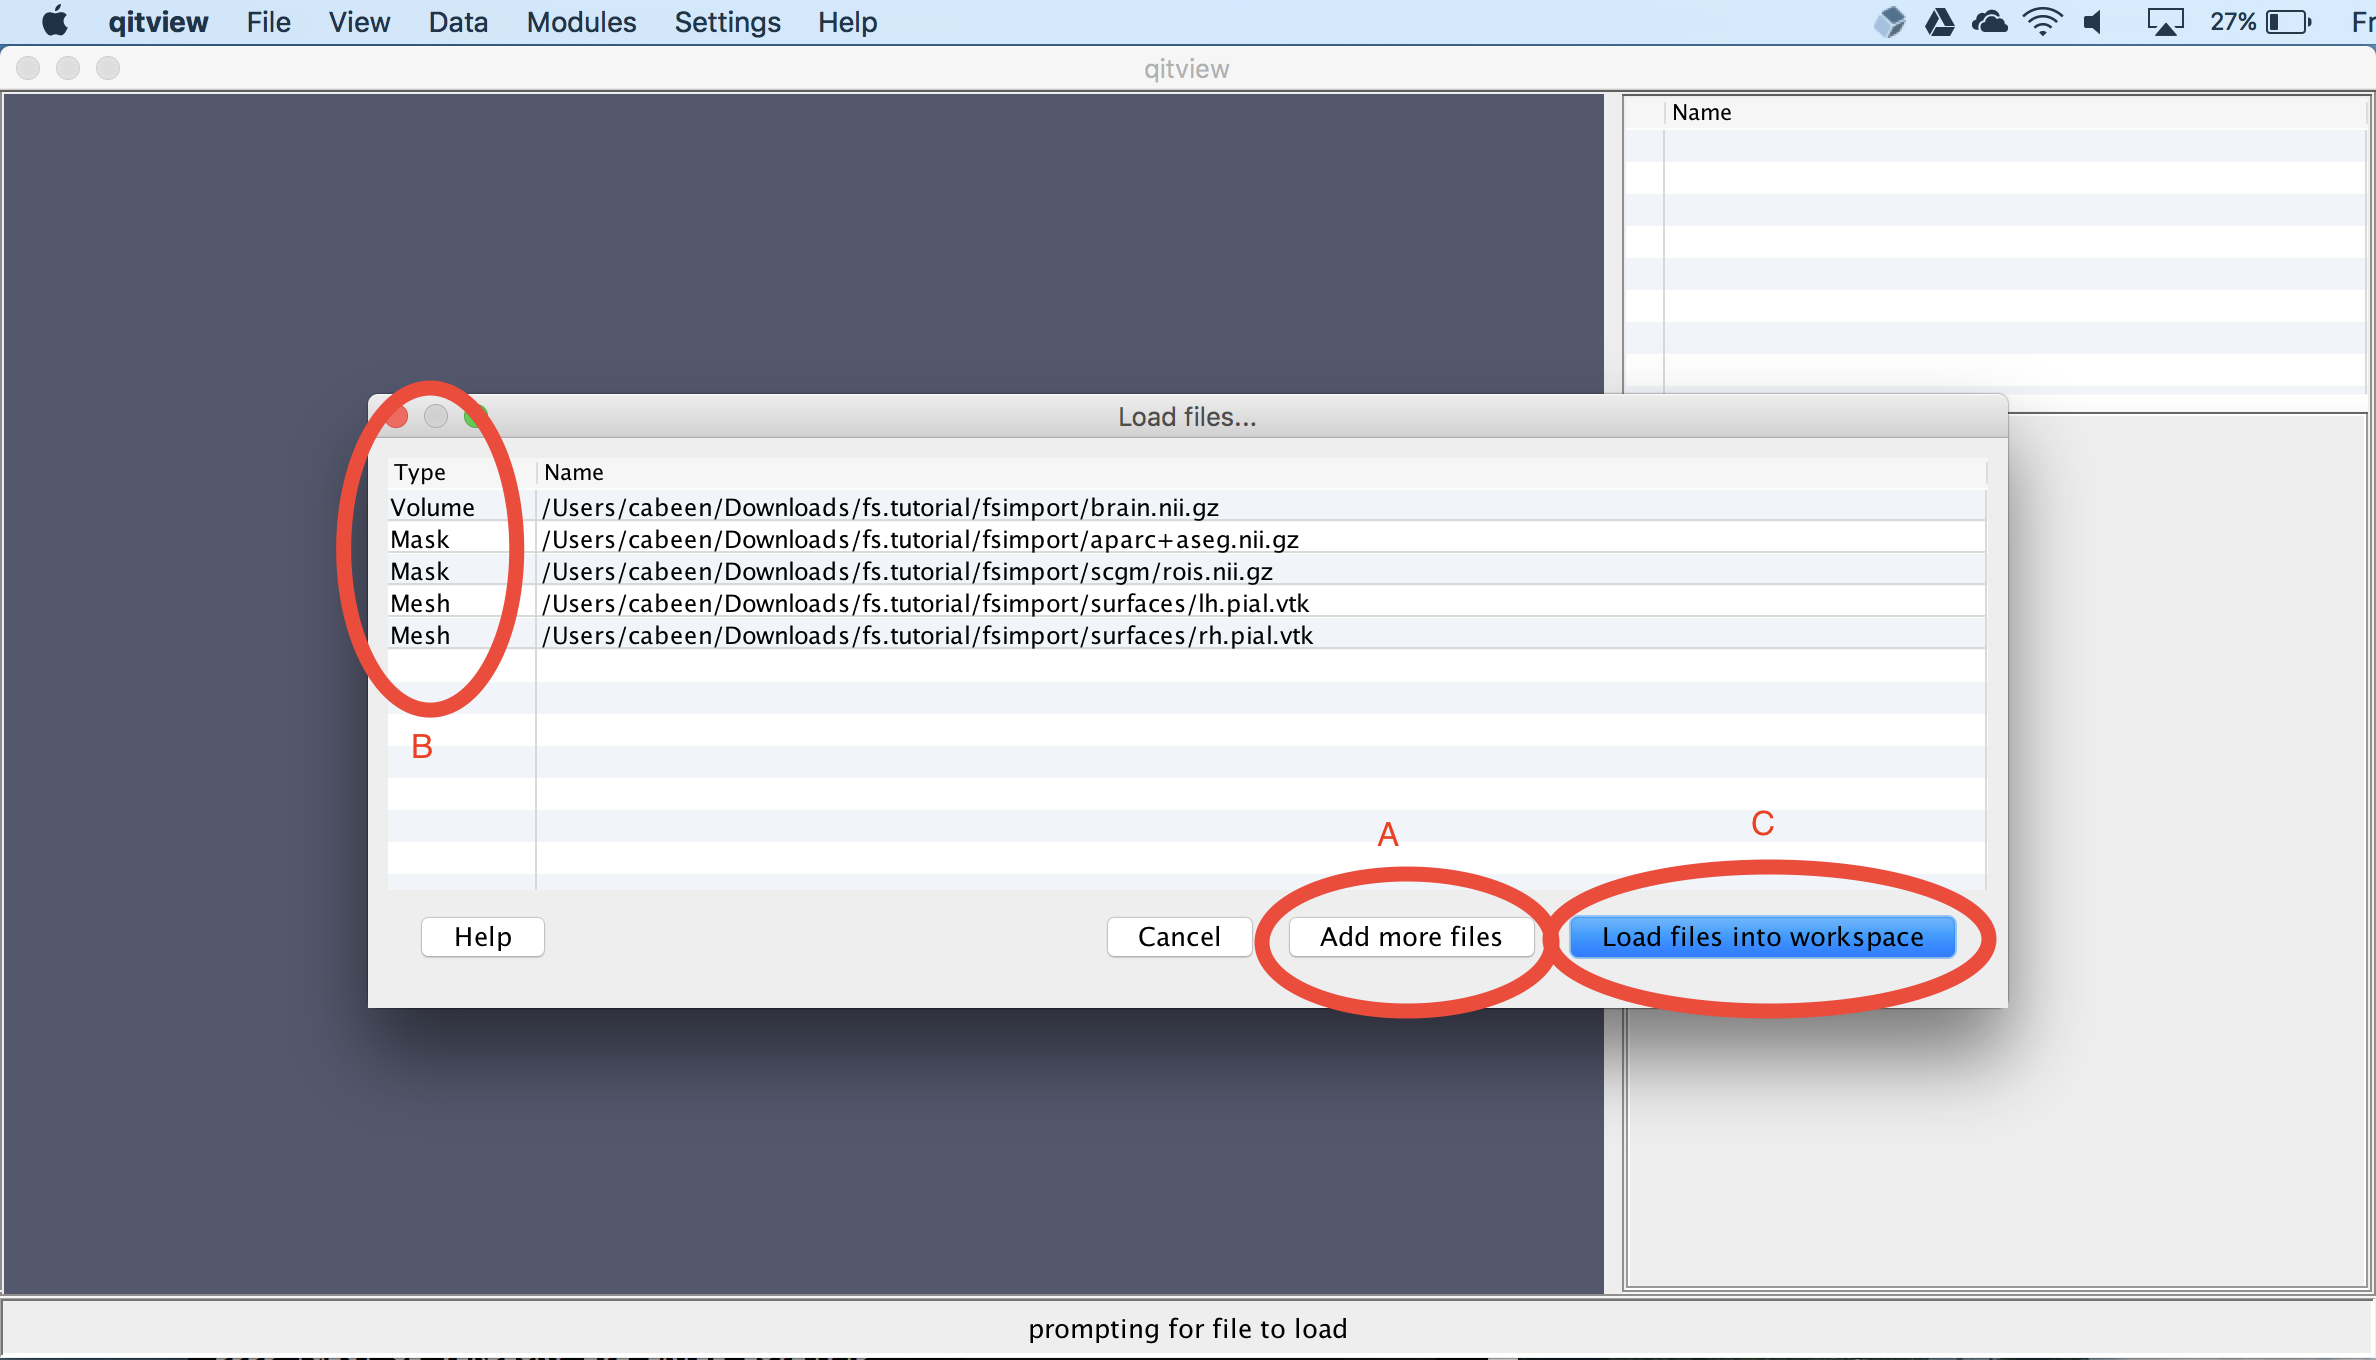 qitview File View Data Modules Settings Help 27% Fr
qitview
Name
Load files...
Type Name
Volume /Users/cabeen/Downloads/fs.tutorial/fsimport/brain.nii.gz
Mask /Users/cabeen/Downloads/fs.tutorial/fsimport/aparc+aseg.nii.gz
Mask /Users/cabeen/Downloads/fs.tutorial/fsimport/scgm/rois.nii.gz
Mesh /Users/cabeen/Downloads/fs.tutorial/fsimport/surfaces/lh.pial.vtk
Mesh /Users/cabeen/Downloads/fs.tutorial/fsimport/surfaces/rh.pial.vtk
B
A
C
Help Cancel Add more files Load files into workspace
prompting for file to load